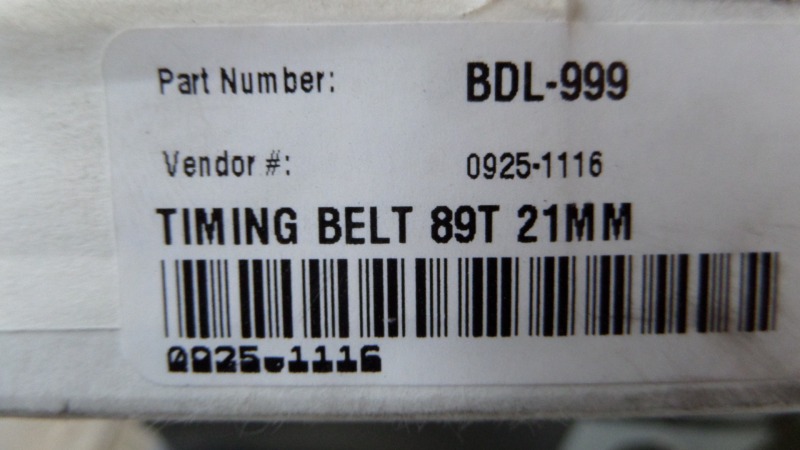 Part Number: BDL-999
Vendor #: 0925-1116
TIMING BELT 89T 21MM
0925-1116